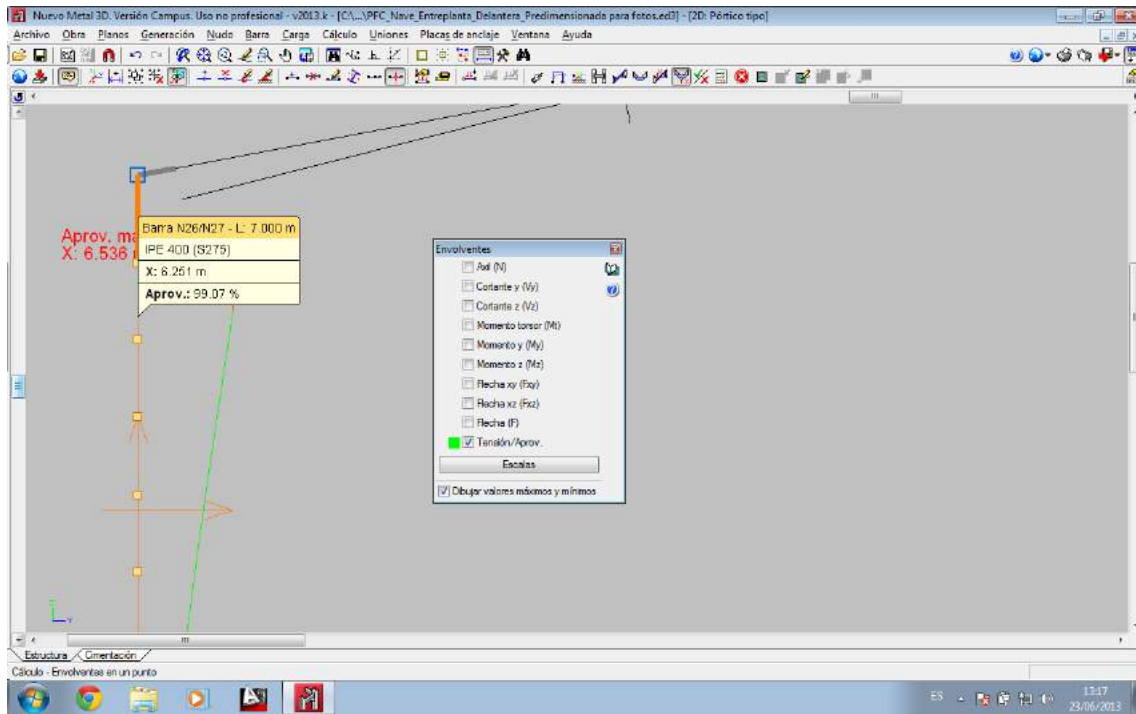 Nuevo Metal 3D. Versión Campus. Uso no profesional - v2013.k - [C:\...\PFC_Nave_Entreplanta_Delantera_Predimensionada para fotos.ed3] - [2D: Pórtico tipo]
Archivo Obra Planos Generación Nudo Barra Carga Cálculo Uniones Placas de anclaje Ventana Ayuda
Aprov. má
X: 6.536
Barra N26/N27 - L: 7.000 m
IPE 400 (S275)
X: 6.251 m
Aprov.: 99.07 %
Envolventes
Axil (N)
Cortante y (Vy)
Cortante z (Vz)
Momento torsor (Mt)
Momento y (My)
Momento z (Mz)
Flecha xy (Fxy)
Flecha xz (Fxz)
Flecha (F)
Tensión/Aprov.
Escalas
Dibujar valores máximos y mínimos
Y
Estructura Cimentación
Cálculo - Envolventes en un punto
ES
13:17
23/06/2013